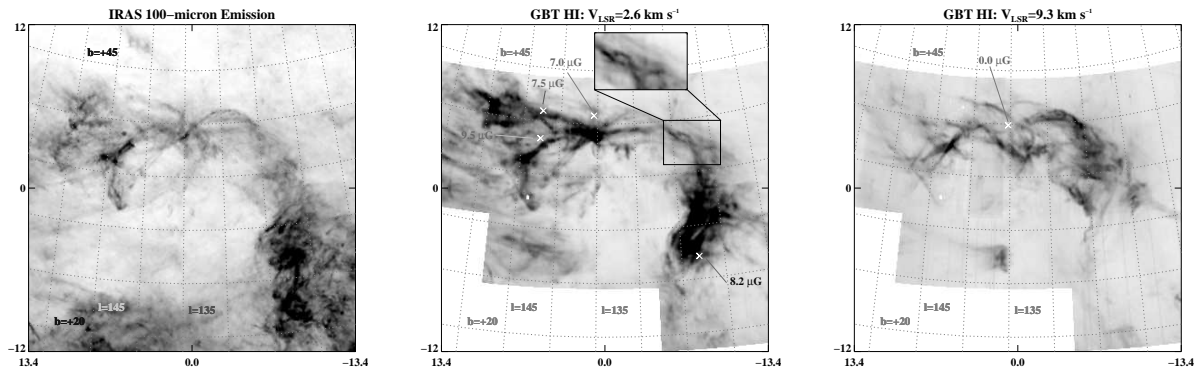 IRAS 100−micron Emission
12
b=+45
0
l=145
l=135
b=+20
−12
13.4
0.0
−13.4
GBT HI: V_LSR=2.6 km s⁻¹
12
b=+45
7.0 μG
7.5 μG
9.5 μG
0
8.2 μG
l=145
l=135
b=+20
−12
13.4
0.0
−13.4
GBT HI: V_LSR=9.3 km s⁻¹
12
b=+45
0.0 μG
0
l=145
l=135
b=+20
−12
13.4
0.0
−13.4